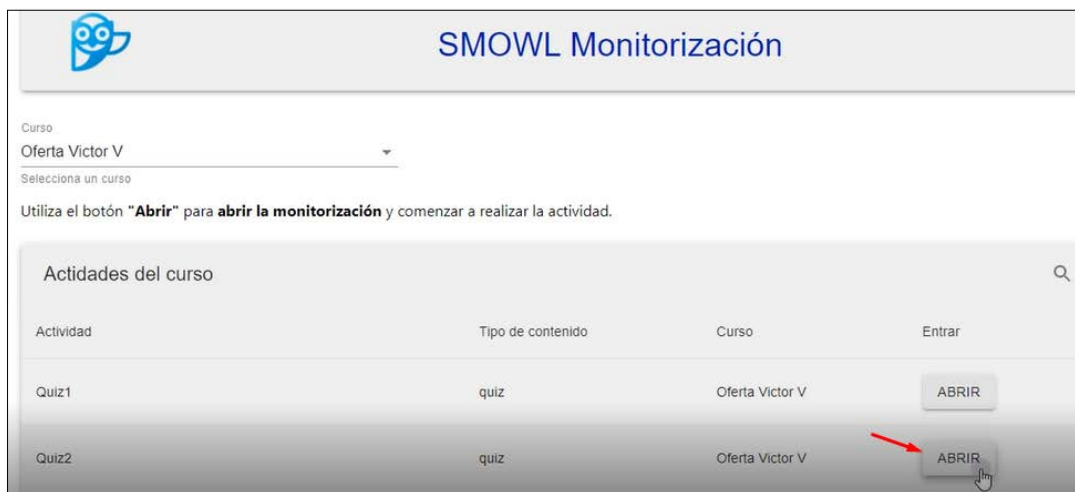 SMOWL Monitorización
Curso
Oferta Victor V
Selecciona un curso
Utiliza el botón "Abrir" para abrir la monitorización y comenzar a realizar la actividad.
Actidades del curso
Actividad Tipo de contenido Curso Entrar
Quiz1 quiz Oferta Victor V ABRIR
Quiz2 quiz Oferta Victor V ABRIR